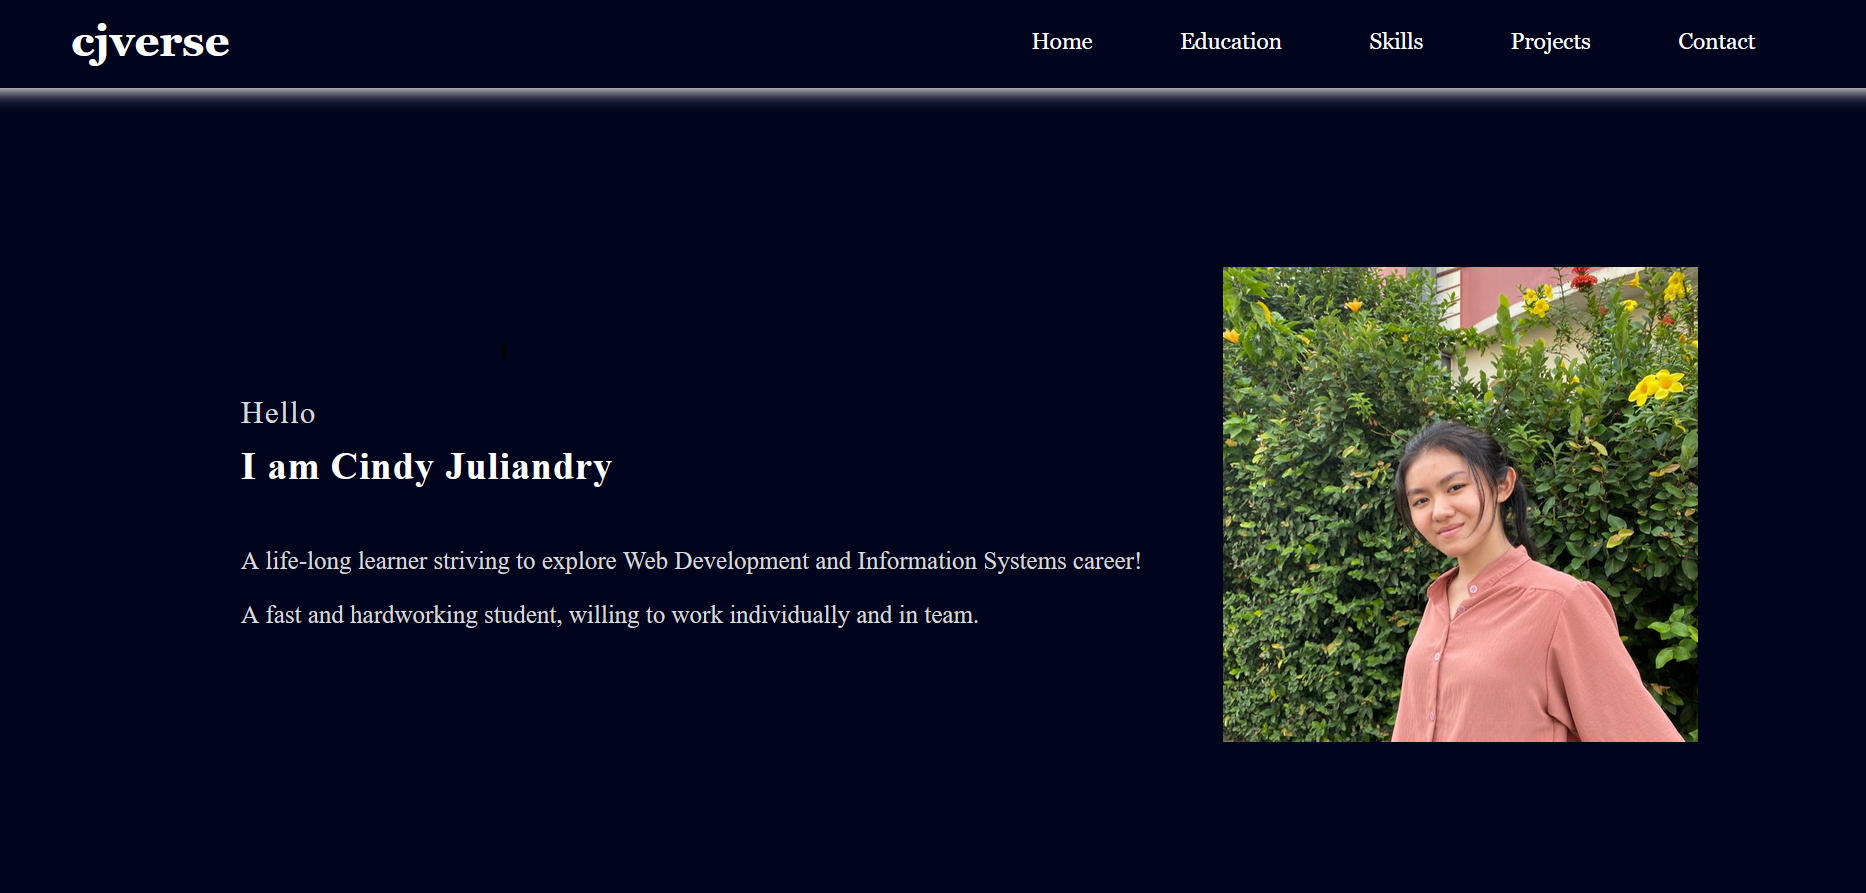 cjverse
Home Education Skills Projects Contact
Hello
I am Cindy Juliandry
A life-long learner striving to explore Web Development and Information Systems career!
A fast and hardworking student, willing to work individually and in team.